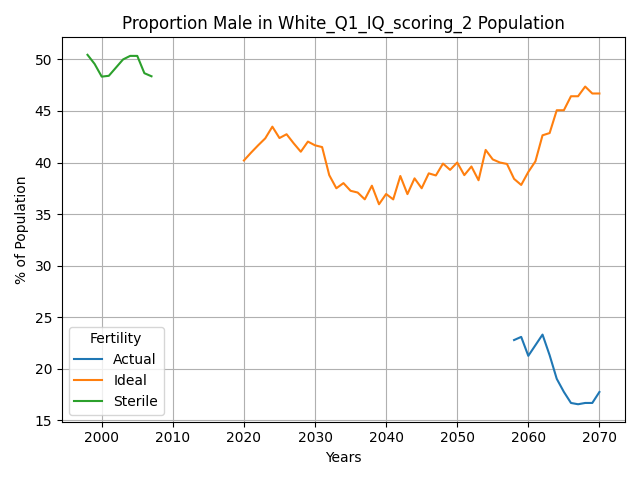 Proportion Male in White_Q1_IQ_scoring_2 Population
% of Population
50
45
40
35
30
25
20
15
Fertility
Actual
Ideal
Sterile
2000
2010
2020
2030
2040
2050
2060
2070
Years